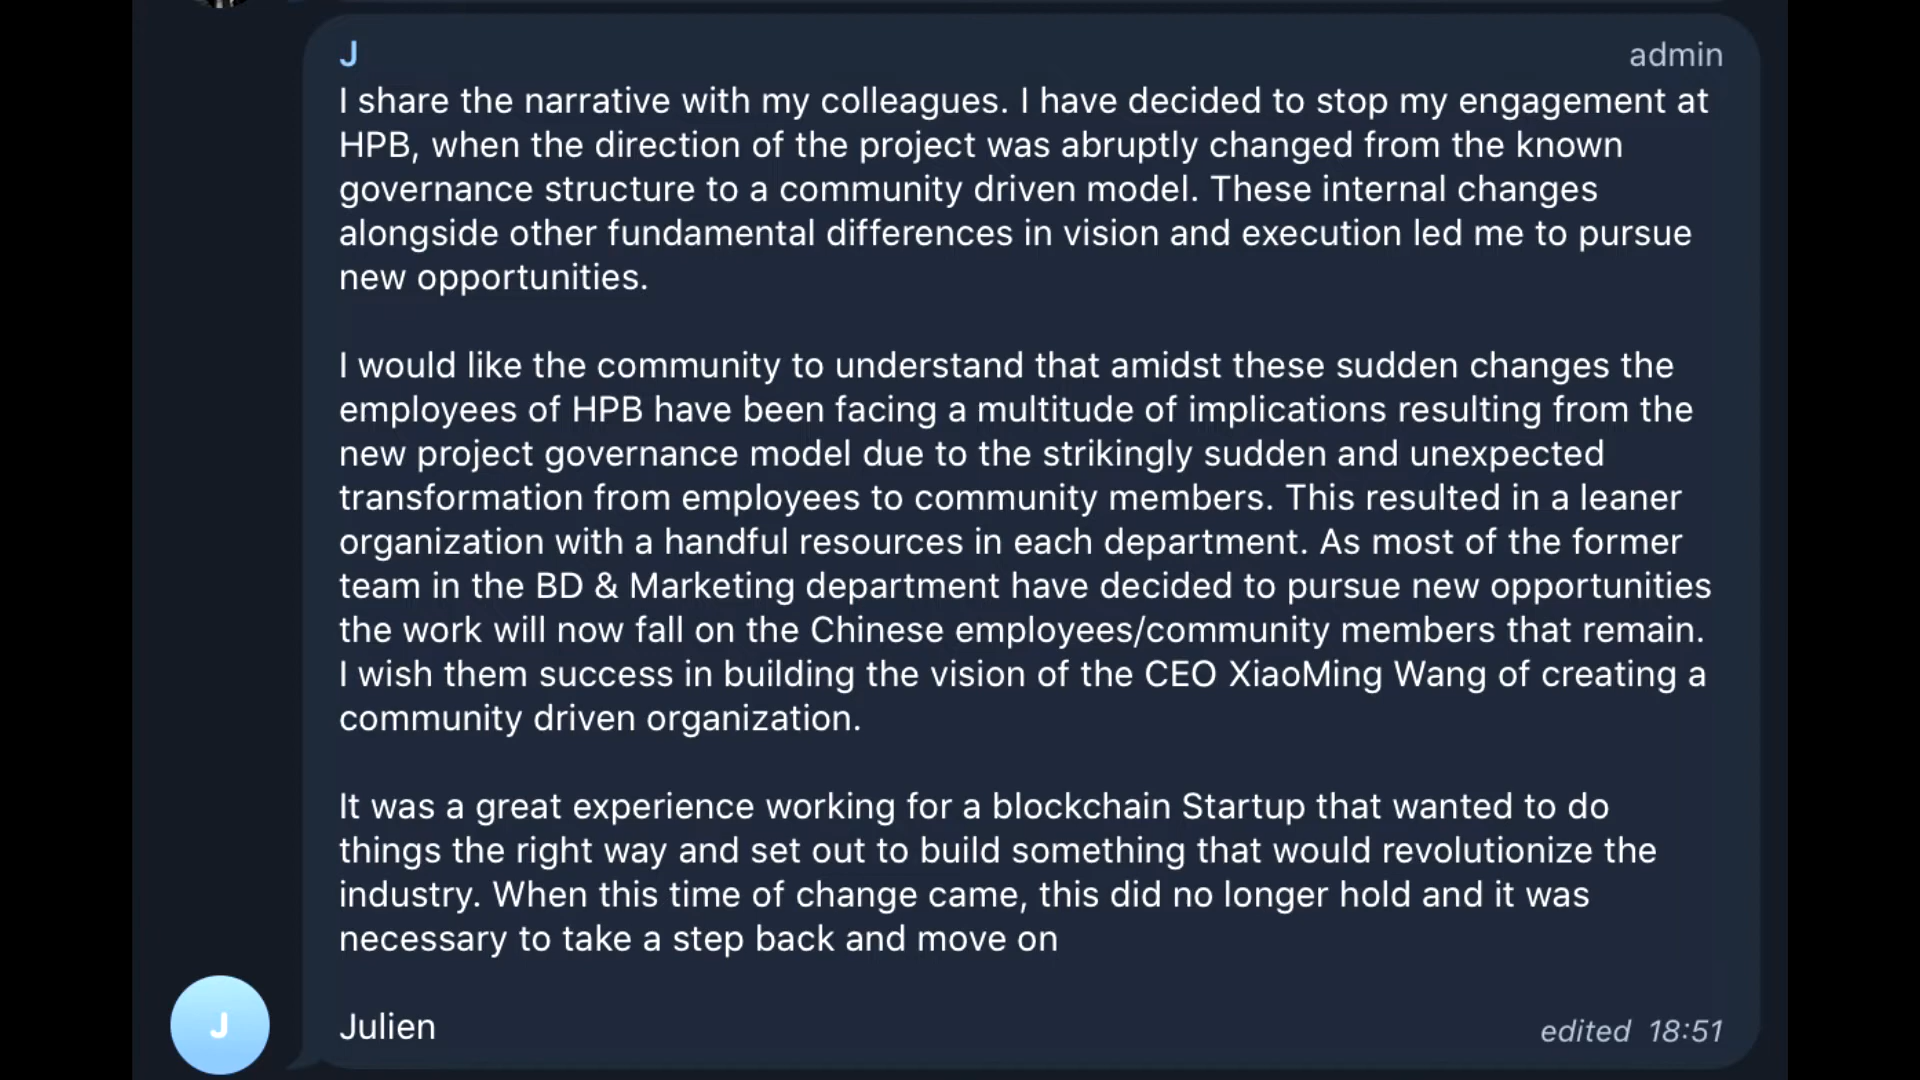 J
admin
I share the narrative with my colleagues. I have decided to stop my engagement at
HPB, when the direction of the project was abruptly changed from the known
governance structure to a community driven model. These internal changes
alongside other fundamental differences in vision and execution led me to pursue
new opportunities.
I would like the community to understand that amidst these sudden changes the
employees of HPB have been facing a multitude of implications resulting from the
new project governance model due to the strikingly sudden and unexpected
transformation from employees to community members. This resulted in a leaner
organization with a handful resources in each department. As most of the former
team in the BD & Marketing department have decided to pursue new opportunities
the work will now fall on the Chinese employees/community members that remain.
I wish them success in building the vision of the CEO XiaoMing Wang of creating a
community driven organization.
It was a great experience working for a blockchain Startup that wanted to do
things the right way and set out to build something that would revolutionize the
industry. When this time of change came, this did no longer hold and it was
necessary to take a step back and move on
J
Julien
edited 18:51